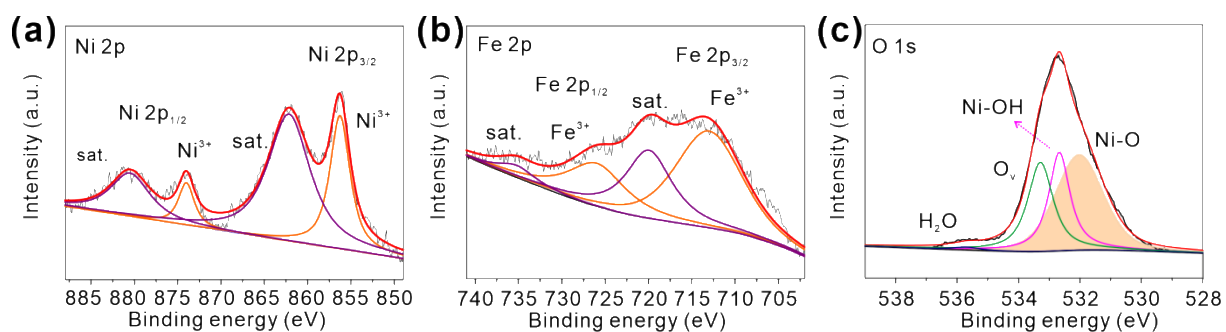 (a)
Ni 2p
Ni 2p3/2
Ni 2p1/2
sat.
Ni3+
sat.
Ni3+
Intensity (a.u.)
885 880 875 870 865 860 855 850
Binding energy (eV)
(b)
Fe 2p
Fe 2p3/2
Fe 2p1/2
sat.
Fe3+
sat.
Fe3+
Intensity (a.u.)
740 735 730 725 720 715 710 705
Binding energy (eV)
(c)
O 1s
Ni-OH
Ni-O
Ov
H2O
Intensity (a.u.)
538 536 534 532 530 528
Binding energy (eV)